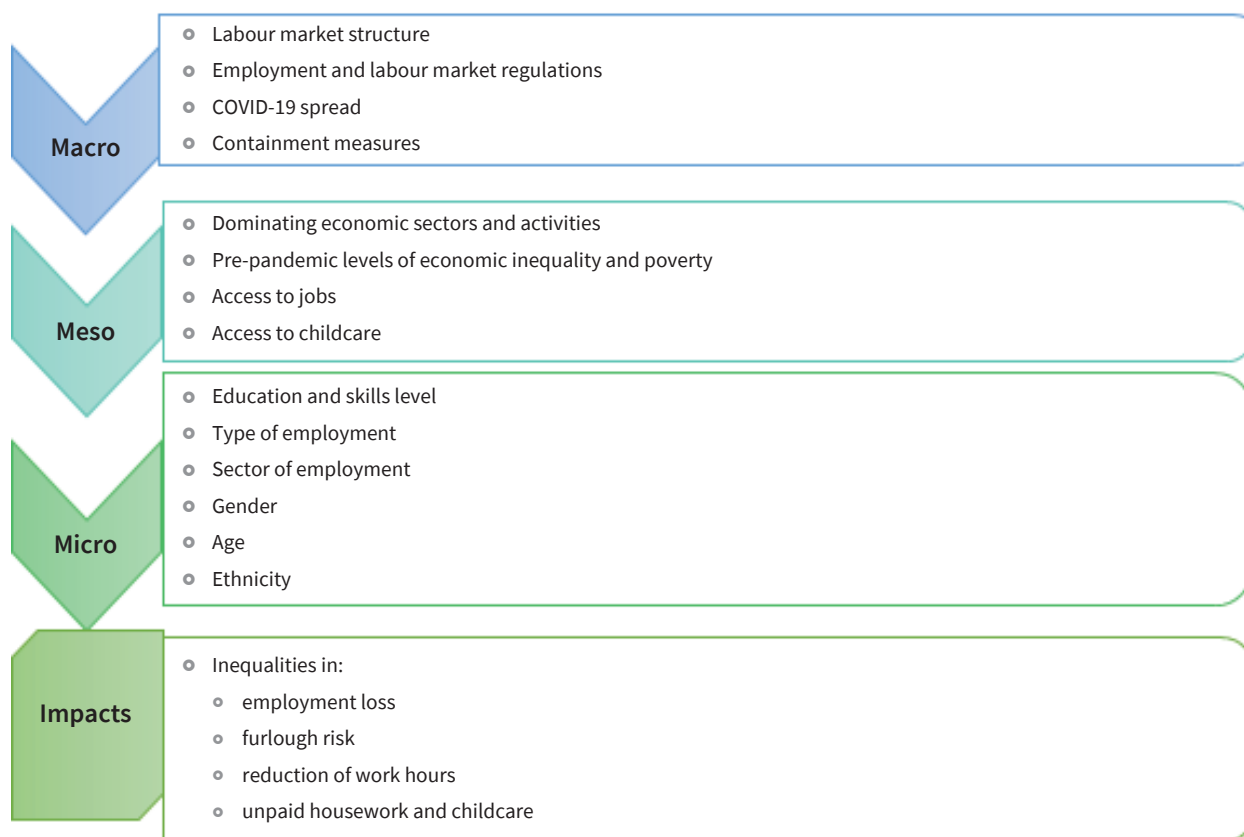 Macro
Labour market structure
Employment and labour market regulations
COVID-19 spread
Containment measures
Meso
Dominating economic sectors and activities
Pre-pandemic levels of economic inequality and poverty
Access to jobs
Access to childcare
Micro
Education and skills level
Type of employment
Sector of employment
Gender
Age
Ethnicity
Impacts
Inequalities in:
employment loss
furlough risk
reduction of work hours
unpaid housework and childcare